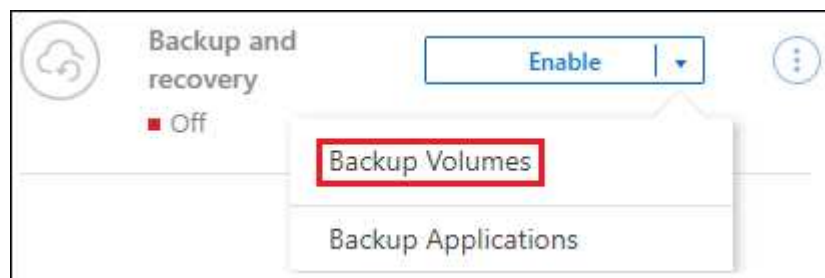 Backup and
recovery
Enable
Off
Backup Volumes
Backup Applications